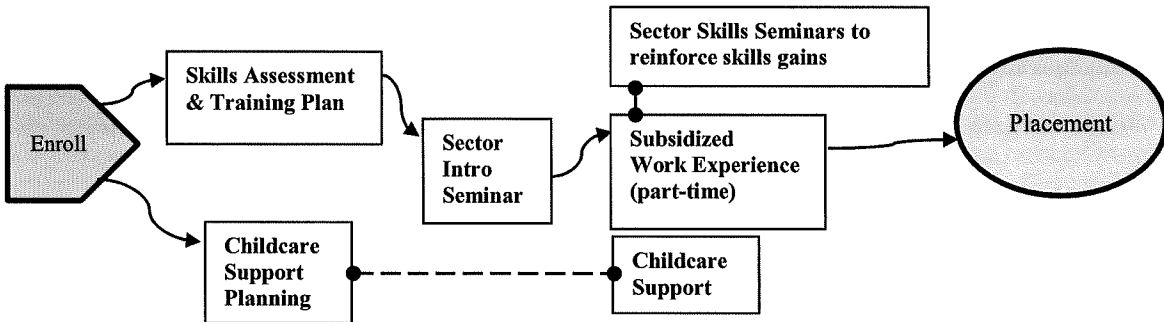 Enroll
Skills Assessment
& Training Plan
Sector
Intro
Seminar
Sector Skills Seminars to
reinforce skills gains
Subsidized
Work Experience
(part-time)
Placement
Childcare
Support
Planning
Childcare
Support